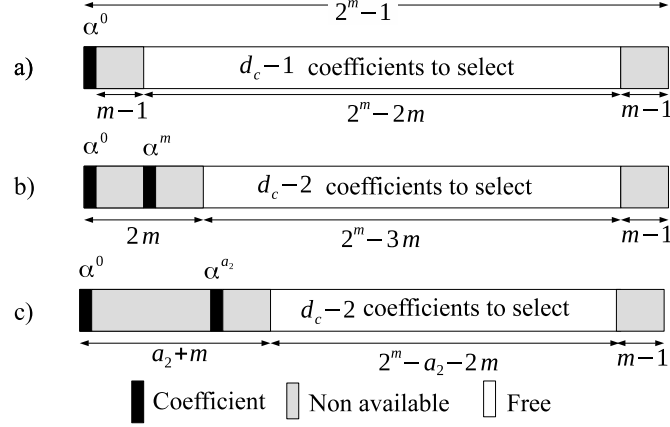 2^m−1
α^0
a) d_c−1 coefficients to select
m−1 2^m−2m m−1
α^0 α^m
b) d_c−2 coefficients to select
2m 2^m−3m m−1
α^0 α^{a_2}
c) d_c−2 coefficients to select
a_2+m 2^m−a_2−2m m−1
Coefficient Non available Free